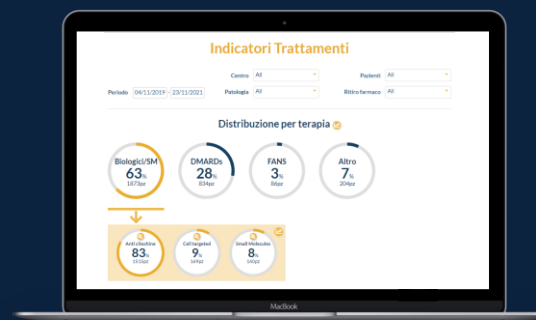 Indicatori Trattamenti
Centro All Pazienti All
Periodo 04/11/2019 - 23/11/2021 Patologia All Ritiro farmaco All
Distribuzione per terapia
Biologici/SM DMARDs FANS Altro
63% 28% 3% 7%
1873pz 834pz 86pz 204pz
Anti citochine Cell targeted Small Molecules
83% 9% 8%
MacBook